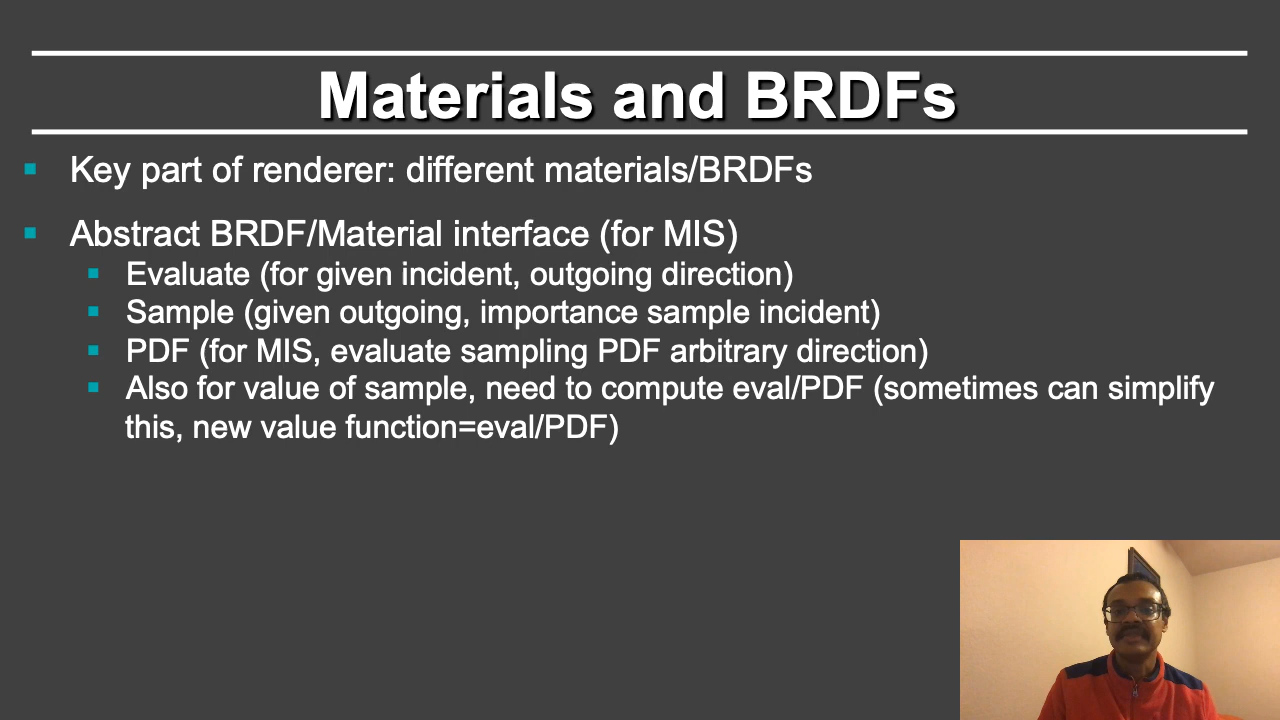 Materials and BRDFs
Key part of renderer: different materials/BRDFs
Abstract BRDF/Material interface (for MIS)
Evaluate (for given incident, outgoing direction)
Sample (given outgoing, importance sample incident)
PDF (for MIS, evaluate sampling PDF arbitrary direction)
Also for value of sample, need to compute eval/PDF (sometimes can simplify
this, new value function=eval/PDF)